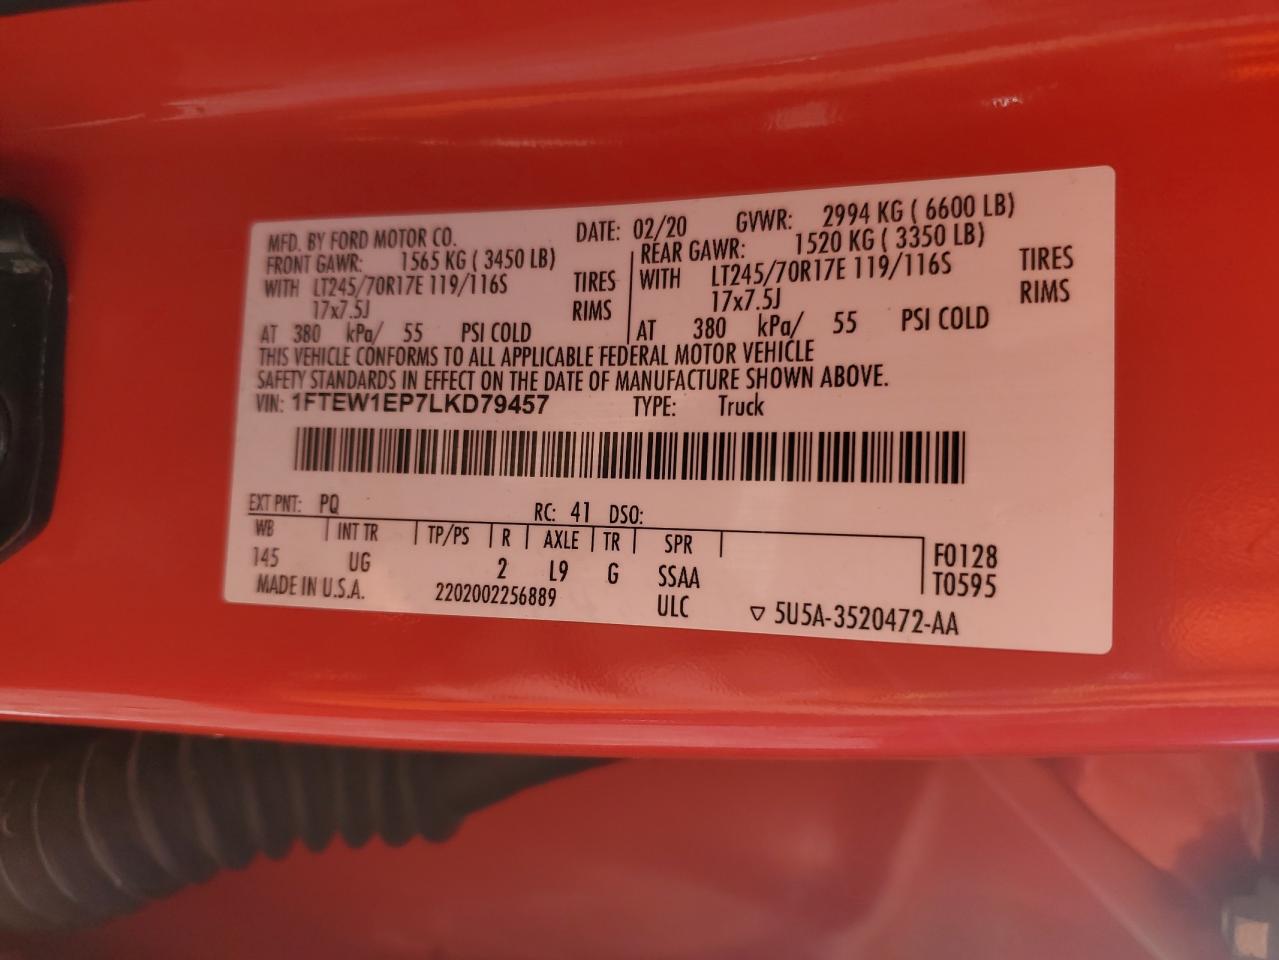 MFD. BY FORD MOTOR CO. DATE: 02/20 GVWR: 2994 KG ( 6600 LB)
FRONT GAWR: 1565 KG ( 3450 LB) REAR GAWR: 1520 KG ( 3350 LB)
WITH LT245/70R17E 119/116S TIRES WITH LT245/70R17E 119/116S TIRES
17x7.5J RIMS 17x7.5J RIMS
AT 380 kPa/ 55 PSI COLD AT 380 kPa/ 55 PSI COLD
THIS VEHICLE CONFORMS TO ALL APPLICABLE FEDERAL MOTOR VEHICLE
SAFETY STANDARDS IN EFFECT ON THE DATE OF MANUFACTURE SHOWN ABOVE.
VIN: 1FTEW1EP7LKD79457 TYPE: Truck
EXT PNT: PQ RC: 41 DSO:
WB INT TR TP/PS R AXLE TR SPR F0128
145 UG 2 L9 G SSAA T0595
MADE IN U.S.A. 2202002256889 ULC ▽ 5U5A-3520472-AA